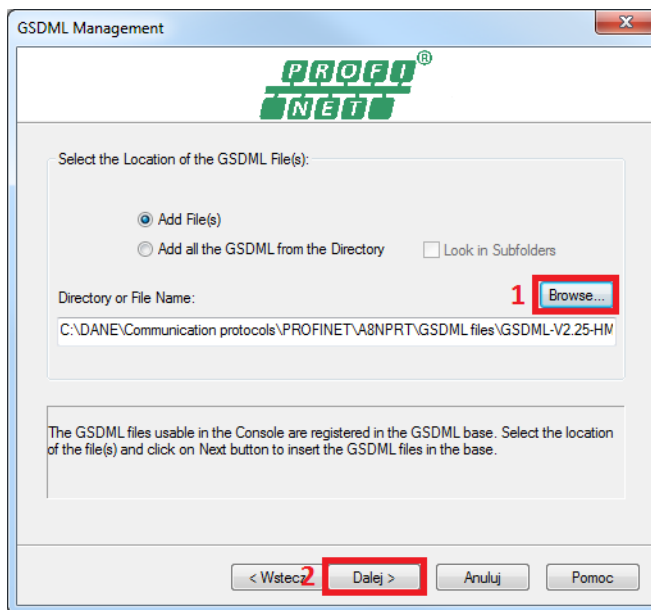 GSDML Management
PROFI
NET
®
Select the Location of the GSDML File(s):
Add File(s)
Add all the GSDML from the Directory
Look in Subfolders
Directory or File Name:
1
Browse...
C:\DANE\Communication protocols\PROFINET\A8NPRT\GSDML files\GSDML-V2.25-HM
The GSDML files usable in the Console are registered in the GSDML base. Select the location
of the file(s) and click on Next button to insert the GSDML files in the base.
< Wstecz
2
Dalej >
Anuluj
Pomoc